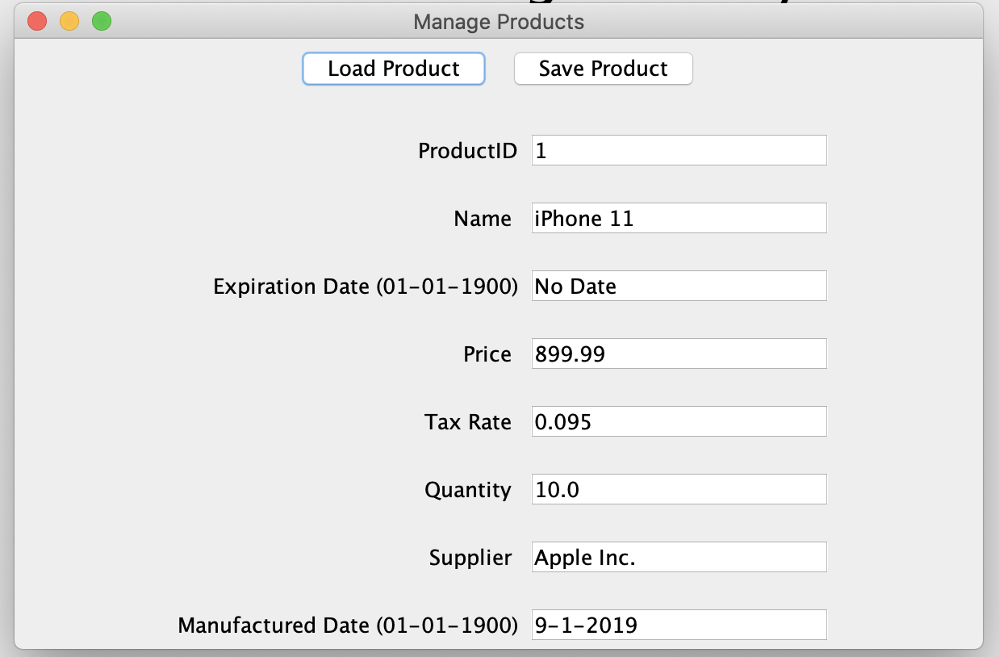 Manage Products
Load Product Save Product
ProductID 1
Name iPhone 11
Expiration Date (01-01-1900) No Date
Price 899.99
Tax Rate 0.095
Quantity 10.0
Supplier Apple Inc.
Manufactured Date (01-01-1900) 9-1-2019